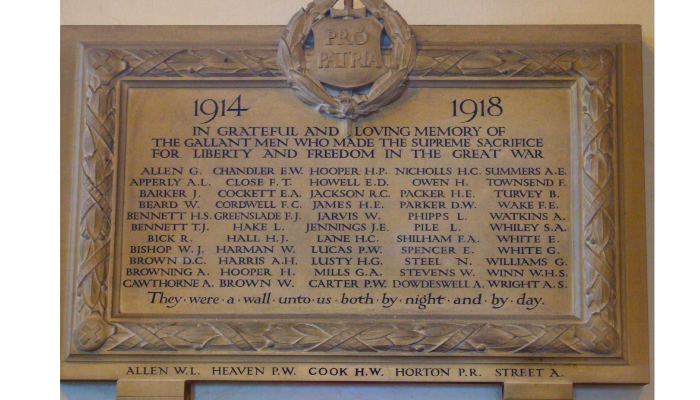 PRO
PATRIA
1914 1918
IN GRATEFUL AND LOVING MEMORY OF
THE GALLANT MEN WHO MADE THE SUPREME SACRIFICE
FOR LIBERTY AND FREEDOM IN THE GREAT WAR
ALLEN G. CHANDLER E.W. HOOPER H.P. NICHOLLS H.C. SUMMERS A.E.
APPERLY A.L. CLOSE F.T. HOWELL E.D. OWEN H. TOWNSEND F.
BARKER J. COCKETT E.A. JACKSON R.C. PACKER H.E. TURVEY B.
BEARD W. CORDWELL F.C. JAMES H.E. PARKER D.W. WAKE F.E.
BENNETT H.S. GREENSLADE F.J. JARVIS W. PHIPPS L. WATKINS A.
BENNETT T.J. HAKE L. JENNINGS J.E. PILE L. WHILEY S.A.
BICK R. HALL H.J. LANE H.C. SHILHAM F.A. WHITE E.
BISHOP W.J. HARMAN W. LUCAS P.W. SPENCER E. WHITE G.
BROWN D.C. HARRIS A.H. LUSTY H.G. STEEL N. WILLIAMS G.
BROWNING A. HOOPER H. MILLS G.A. STEVENS W. WINN W.H.S.
CAWTHORNE A. BROWN W. CARTER P.W. DOWDESWELL A. WRIGHT A.S.
They·were·a·wall·unto·us·both·by·night·and·by·day.
ALLEN W.L. HEAVEN P.W. COOK H.W. HORTON P.R. STREET A.